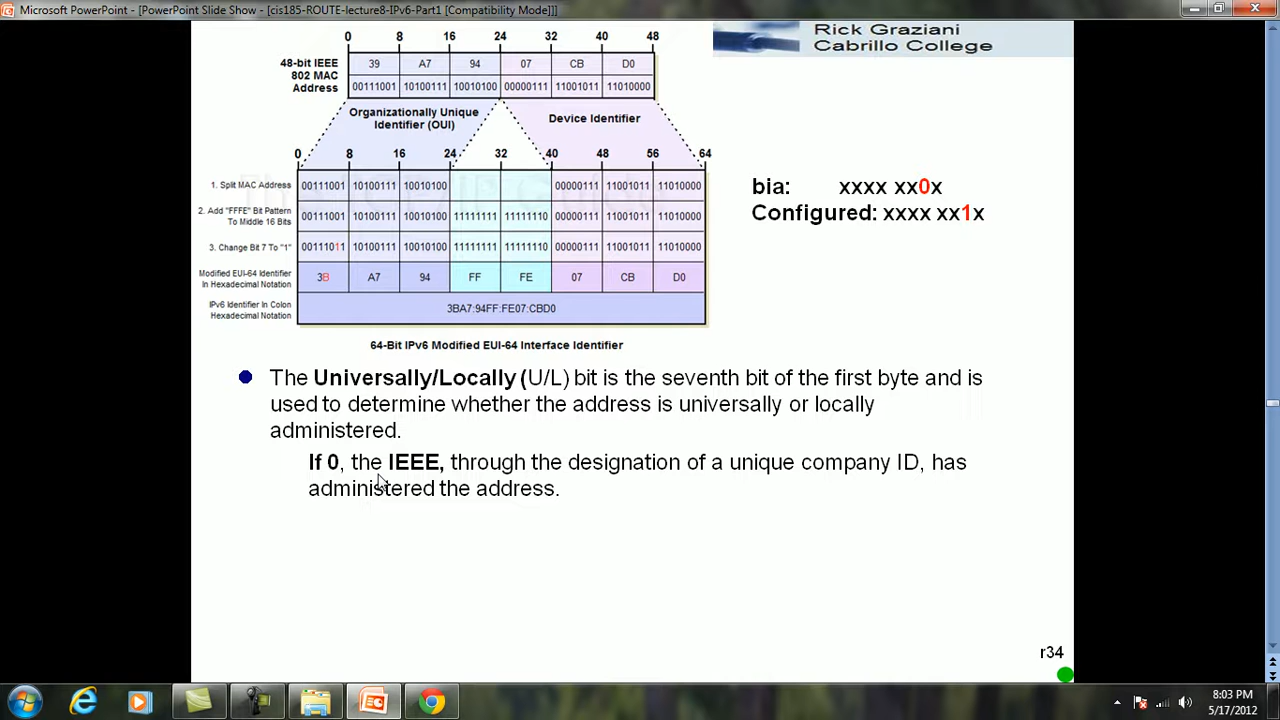 Microsoft PowerPoint - [PowerPoint Slide Show - [cis185-ROUTE-lecture8-IPv6-Part1 [Compatibility Mode]]]
Rick Graziani
Cabrillo College
0 8 16 24 32 40 48
48-bit IEEE
802 MAC
Address
39 A7 94 07 CB D0
00111001 10100111 10010100 00000111 11001011 11010000
Organizationally Unique
Identifier (OUI)
Device Identifier
0 8 16 24 32 40 48 56 64
1. Split MAC Address 00111001 10100111 10010100 00000111 11001011 11010000
2. Add "FFFE" Bit Pattern
To Middle 16 Bits
00111001 10100111 10010100 11111111 11111110 00000111 11001011 11010000
3. Change Bit 7 To "1" 00111011 10100111 10010100 11111111 11111110 00000111 11001011 11010000
Modified EUI-64 Identifier
In Hexadecimal Notation
3B A7 94 FF FE 07 CB D0
IPv6 Identifier In Colon
Hexadecimal Notation
3BA7:94FF:FE07:CBD0
64-Bit IPv6 Modified EUI-64 Interface Identifier
bia: xxxx xx0x
Configured: xxxx xx1x
The Universally/Locally (U/L) bit is the seventh bit of the first byte and is
used to determine whether the address is universally or locally
administered.
If 0, the IEEE, through the designation of a unique company ID, has
administered the address.
r34
8:03 PM
5/17/2012